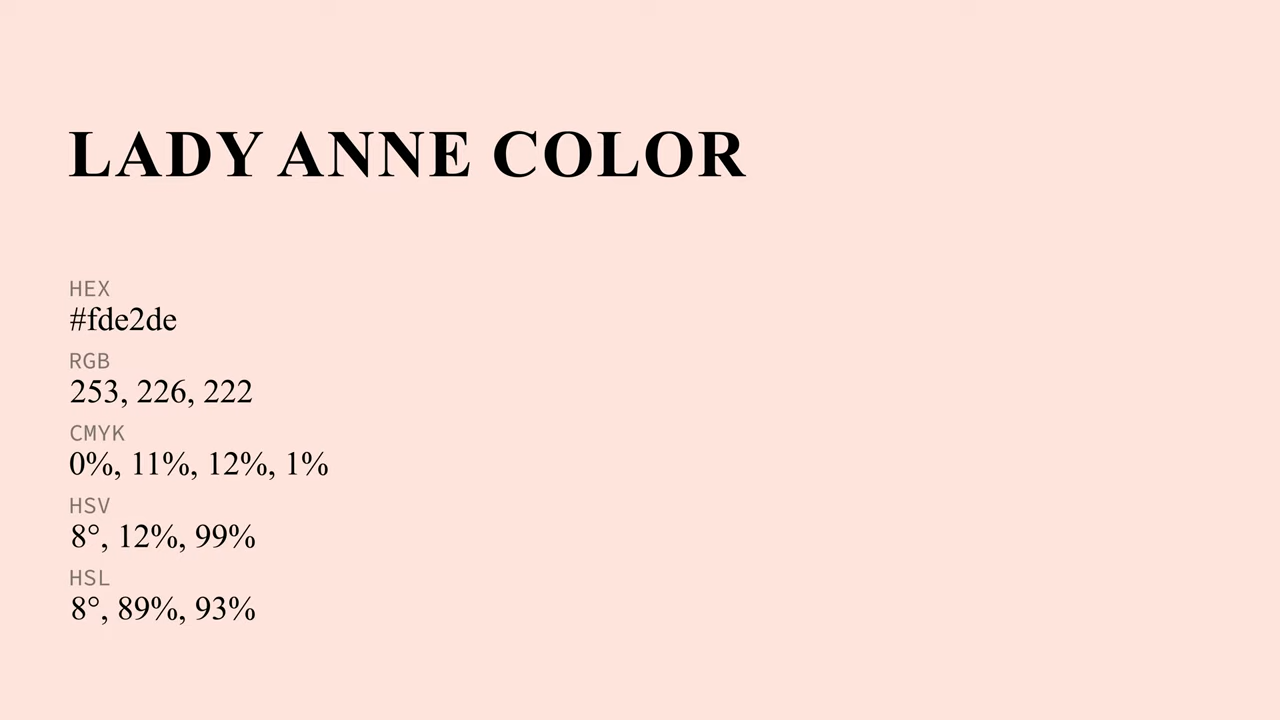 LADY ANNE COLOR
HEX
#fde2de
RGB
253, 226, 222
CMYK
0%, 11%, 12%, 1%
HSV
8°, 12%, 99%
HSL
8°, 89%, 93%